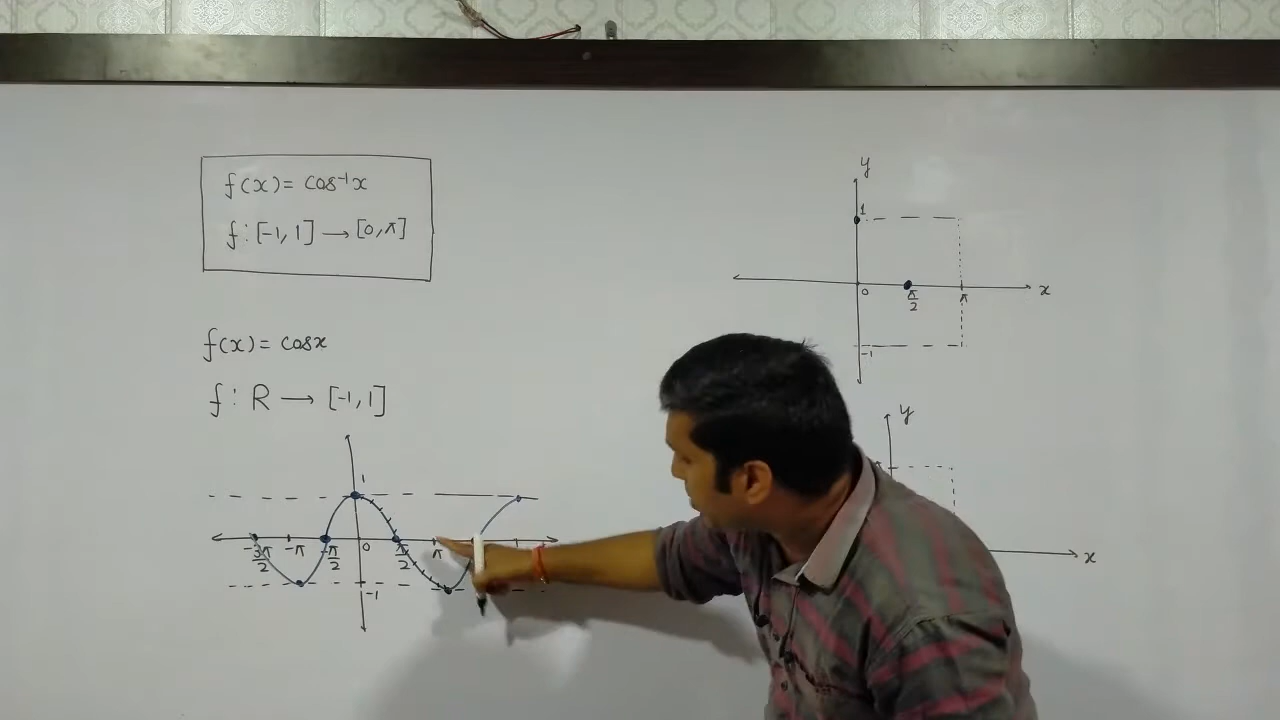 f(x) = cos⁻¹x
f : [-1, 1] → [0, π]
f(x) = cosx
f : R → [-1, 1]
1
-3π/2 -π -π/2 0 π/2 π
-1
y
1
0 π/2 π x
-1
y
x